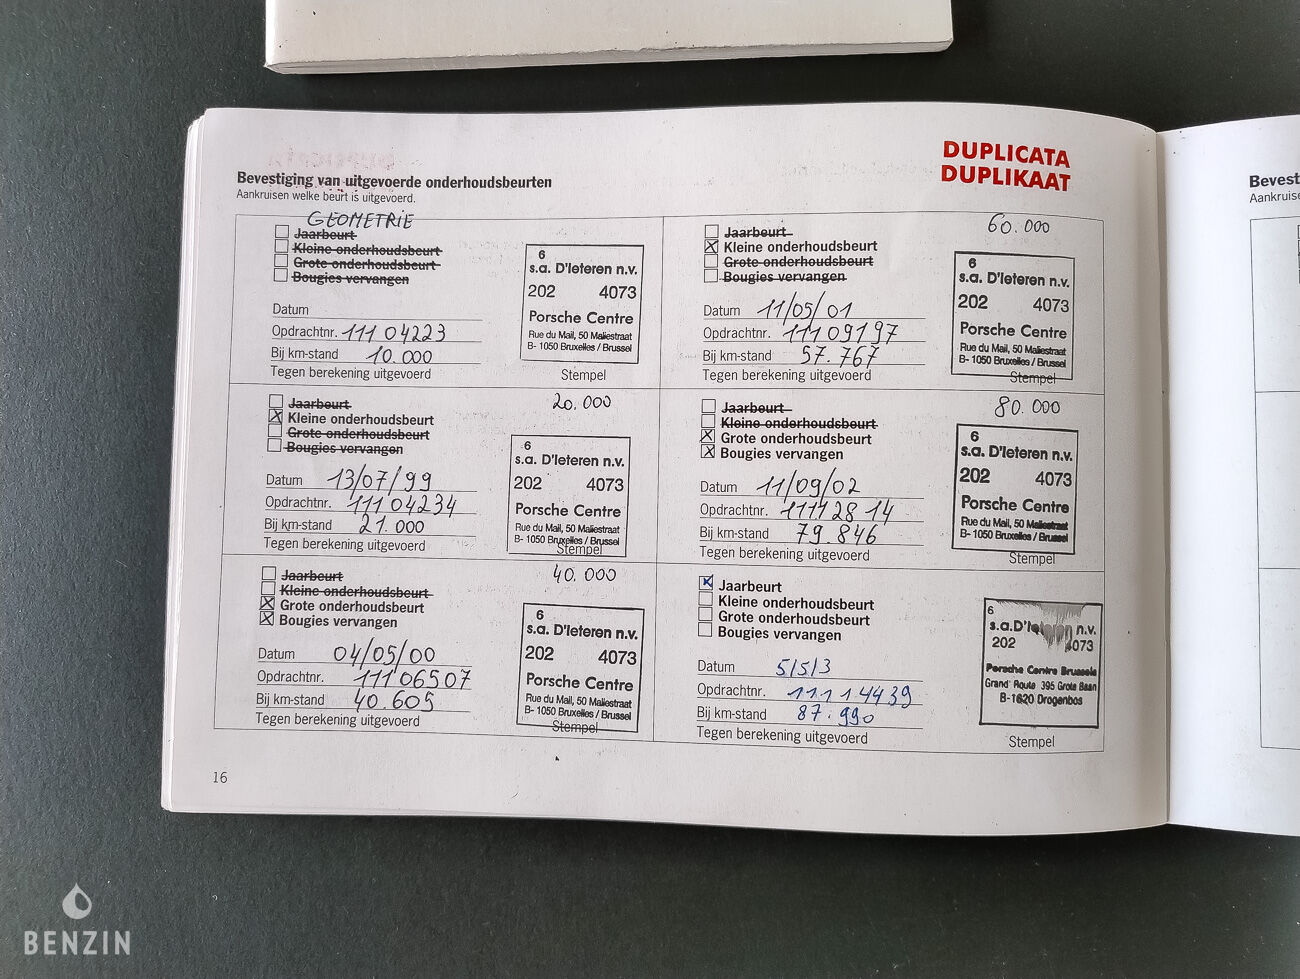 DUPLICATA
DUPLIKAAT
Bevestiging van uitgevoerde onderhoudsbeurten
Aankruisen welke beurt is uitgevoerd.
GEOMETRIE
Jaarbeurt
Kleine onderhoudsbeurt
Grote onderhoudsbeurt
Bougies vervangen
Datum
Opdrachtnr. 111 04223
Bij km-stand 10.000
Tegen berekening uitgevoerd
6
s.a. D'Ieteren n.v.
202 4073
Porsche Centre
Rue du Mail, 50 Maliestraat
B- 1050 Bruxelles / Brussel
Stempel
20.000
Jaarbeurt
Kleine onderhoudsbeurt
Grote onderhoudsbeurt
Bougies vervangen
Datum 13/07/99
Opdrachtnr. 111 04234
Bij km-stand 21.000
Tegen berekening uitgevoerd
6
s.a. D'Ieteren n.v.
202 4073
Porsche Centre
Rue du Mail, 50 Maliestraat
B- 1050 Bruxelles / Brussel
Stempel
40.000
Jaarbeurt
Kleine onderhoudsbeurt
Grote onderhoudsbeurt
Bougies vervangen
Datum 04/05/00
Opdrachtnr. 11106507
Bij km-stand 40.605
Tegen berekening uitgevoerd
6
s.a. D'Ieteren n.v.
202 4073
Porsche Centre
Rue du Mail, 50 Maliestraat
B- 1050 Bruxelles / Brussel
Stempel
60.000
Jaarbeurt
Kleine onderhoudsbeurt
Grote onderhoudsbeurt
Bougies vervangen
Datum 11/05/01
Opdrachtnr. 11109197
Bij km-stand 57.767
Tegen berekening uitgevoerd
6
s.a. D'Ieteren n.v.
202 4073
Porsche Centre
Rue du Mail, 50 Maliestraat
B- 1050 Bruxelles / Brussel
Stempel
80.000
Jaarbeurt
Kleine onderhoudsbeurt
Grote onderhoudsbeurt
Bougies vervangen
Datum 11/09/02
Opdrachtnr. 11112814
Bij km-stand 79.846
Tegen berekening uitgevoerd
6
s.a. D'Ieteren n.v.
202 4073
Porsche Centre
Rue du Mail, 50 Maliestraat
B- 1050 Bruxelles / Brussel
Stempel
Jaarbeurt
Kleine onderhoudsbeurt
Grote onderhoudsbeurt
Bougies vervangen
Datum 5/5/3
Opdrachtnr. 11114439
Bij km-stand 87.990
Tegen berekening uitgevoerd
6
s.a. n.v.
202 4073
Porsche Centre Brussels
Grand' Route 395 Grote Baan
B-1620 Drogenbos
Stempel
16
Bevest
Aankruise
BENZIN